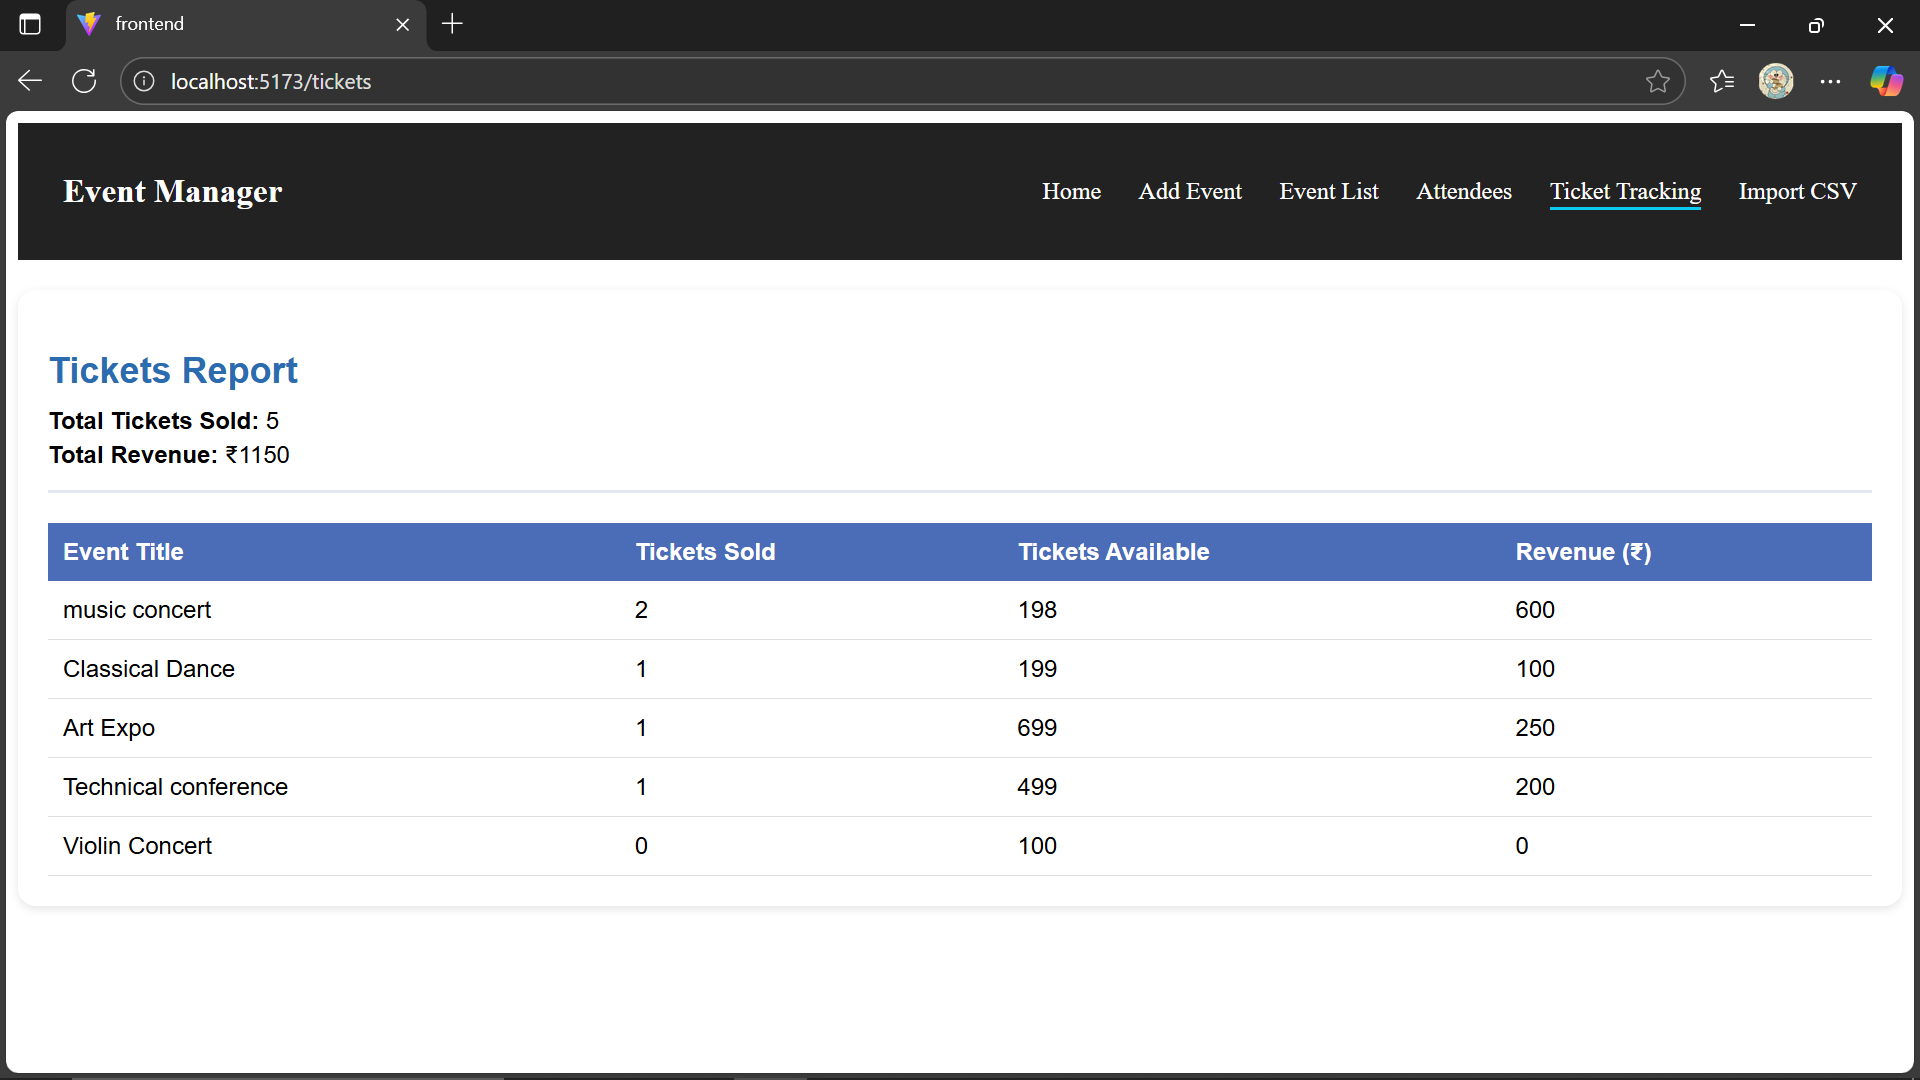 frontend
localhost:5173/tickets
Event Manager
Home Add Event Event List Attendees Ticket Tracking Import CSV
Tickets Report
Total Tickets Sold: 5
Total Revenue: ₹1150
Event Title Tickets Sold Tickets Available Revenue (₹)
music concert 2 198 600
Classical Dance 1 199 100
Art Expo 1 699 250
Technical conference 1 499 200
Violin Concert 0 100 0